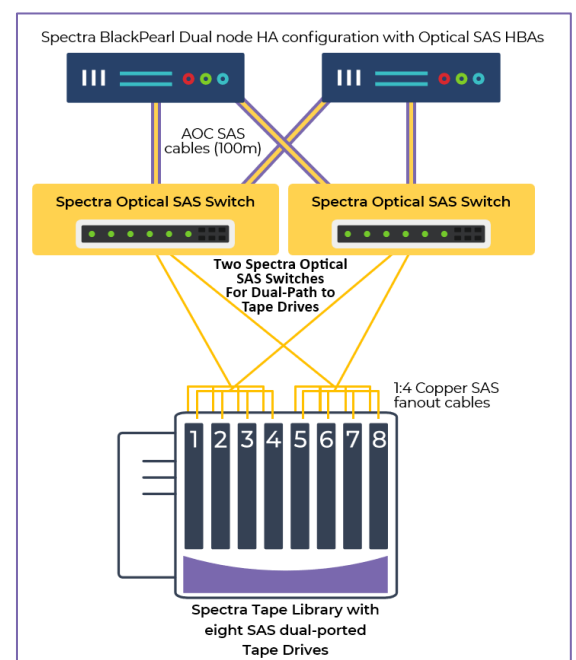 Spectra BlackPearl Dual node HA configuration with Optical SAS HBAs
AOC SAS
cables (100m)
Spectra Optical SAS Switch
Spectra Optical SAS Switch
Two Spectra Optical
SAS Switches
For Dual-Path to
Tape Drives
1:4 Copper SAS
fanout cables
1 2 3 4 5 6 7 8
Spectra Tape Library with
eight SAS dual-ported
Tape Drives